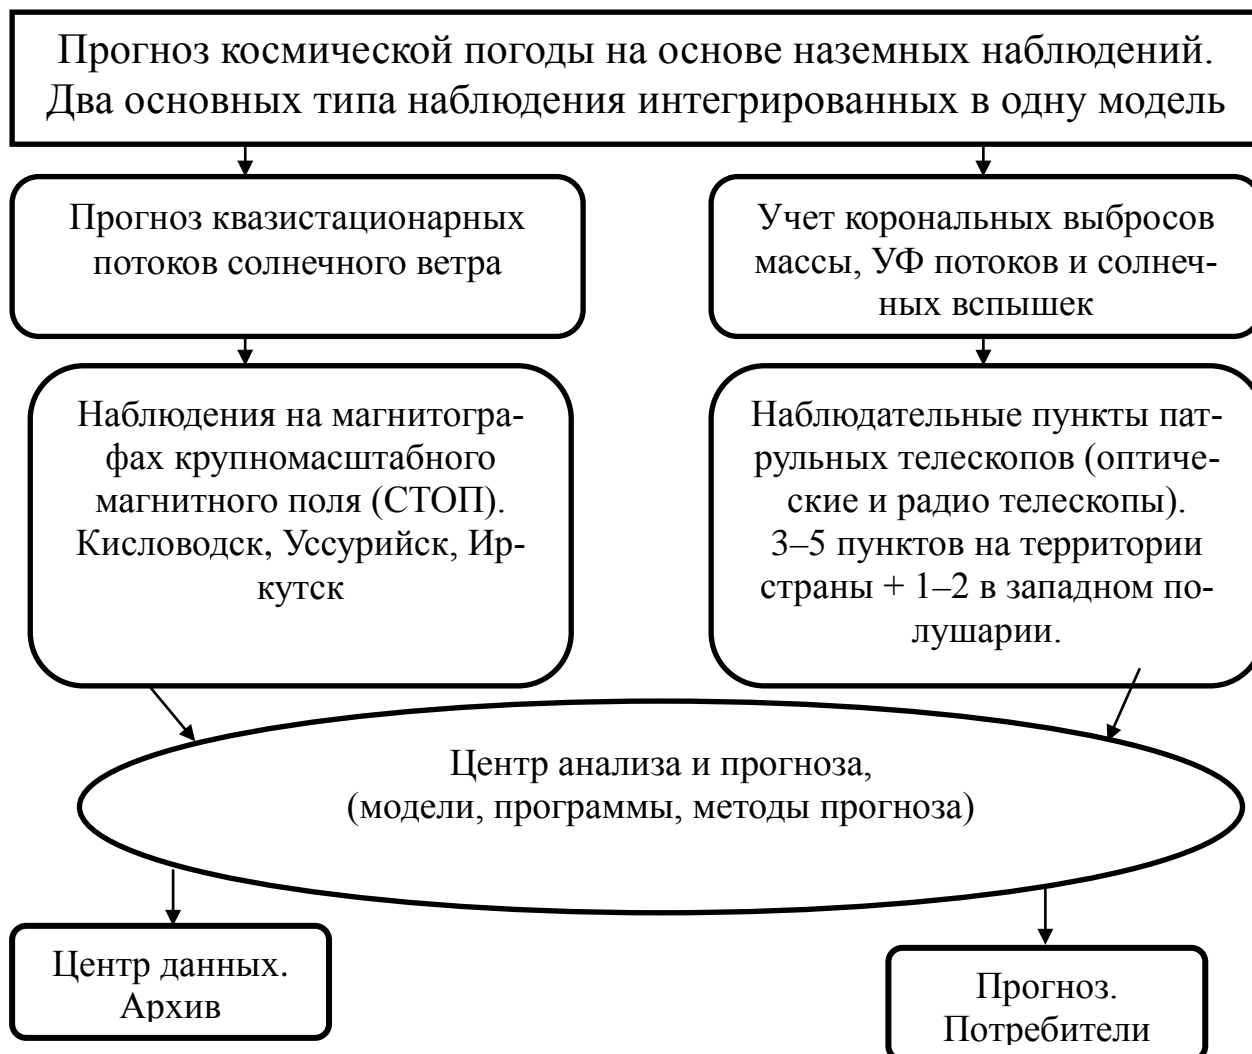 Прогноз космической погоды на основе наземных наблюдений.
Два основных типа наблюдения интегрированных в одну модель
Прогноз квазистационарных
потоков солнечного ветра
Учет корональных выбросов
массы, УФ потоков и солнеч-
ных вспышек
Наблюдения на магнитогра-
фах крупномасштабного
магнитного поля (СТОП).
Кисловодск, Уссурийск, Ир-
кутск
Наблюдательные пункты пат-
рульных телескопов (оптиче-
ские и радио телескопы).
3–5 пунктов на территории
страны + 1–2 в западном по-
лушарии.
Центр анализа и прогноза,
(модели, программы, методы прогноза)
Центр данных.
Архив
Прогноз.
Потребители